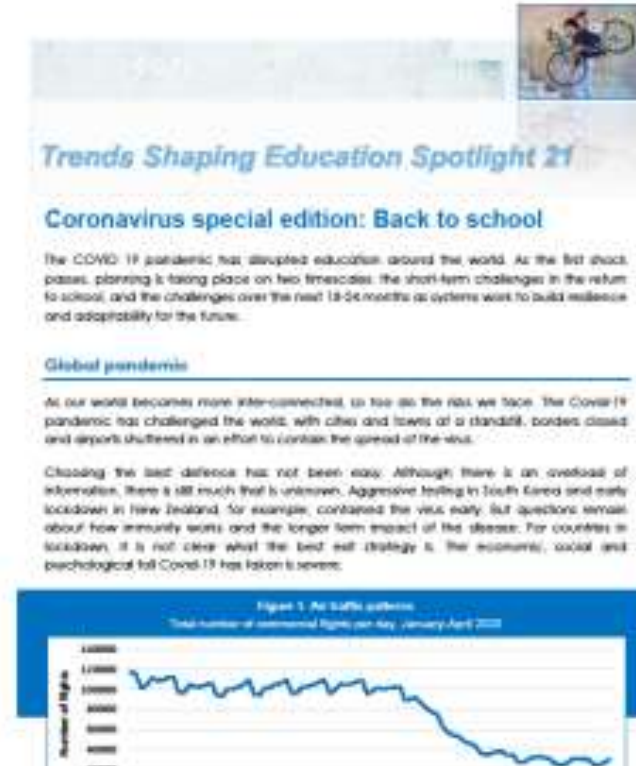 Trends Shaping Education Spotlight 21
Coronavirus special edition: Back to school
The COVID 19 pandemic has disrupted education around the world. As the first shock
passes, planning is taking place on two timescales: the short-term challenges in the return
to school, and the challenges over the next 18-24 months as systems work to build resilience
and adaptability for the future.
Global pandemic
As our world becomes more inter-connected, so too do the risks we face. The Covid-19
pandemic has challenged the world, with cities and towns at a standstill, borders closed
and airports shuttered in an effort to contain the spread of the virus.
Choosing the best defence has not been easy. Although there is an overload of
information, there is still much that is unknown. Aggressive testing in South Korea and early
lockdown in New Zealand, for example, contained the virus early. But questions remain
about how immunity works and the longer term impact of the disease. For countries in
lockdown, it is not clear what the best exit strategy is. The economic, social and
psychological toll Covid-19 has taken is severe.
Figure 1. Air traffic patterns
Total number of commercial flights per day, January-April 2020
Number of flights
140000
120000
100000